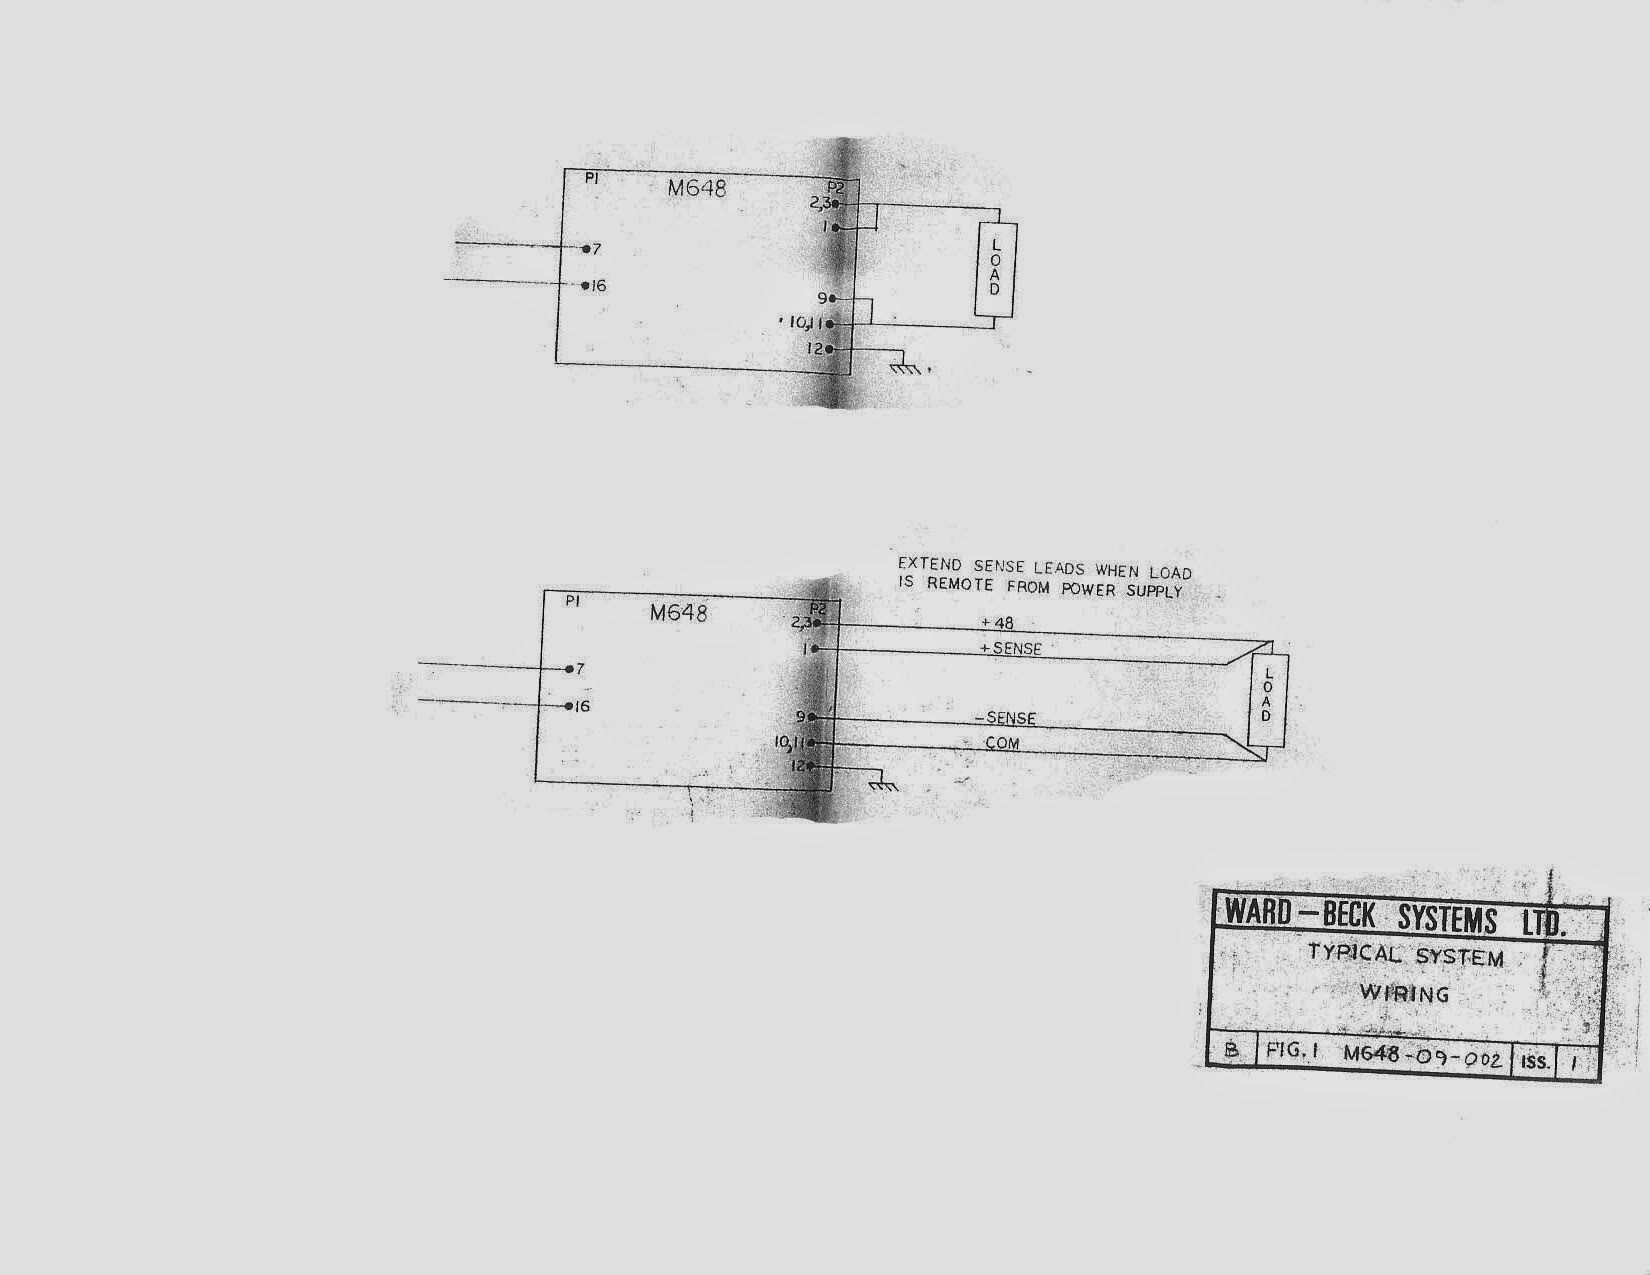 P1 M648 P2
2,3
1
7
16
9
10,11
12
LOAD
EXTEND SENSE LEADS WHEN LOAD
IS REMOTE FROM POWER SUPPLY
P1 M648 P2
2,3 +48
1 +SENSE
7
16
9 -SENSE
10,11 COM
12
LOAD
WARD-BECK SYSTEMS LTD.
TYPICAL SYSTEM
WIRING
B FIG. 1 M648-09-002 ISS. 1